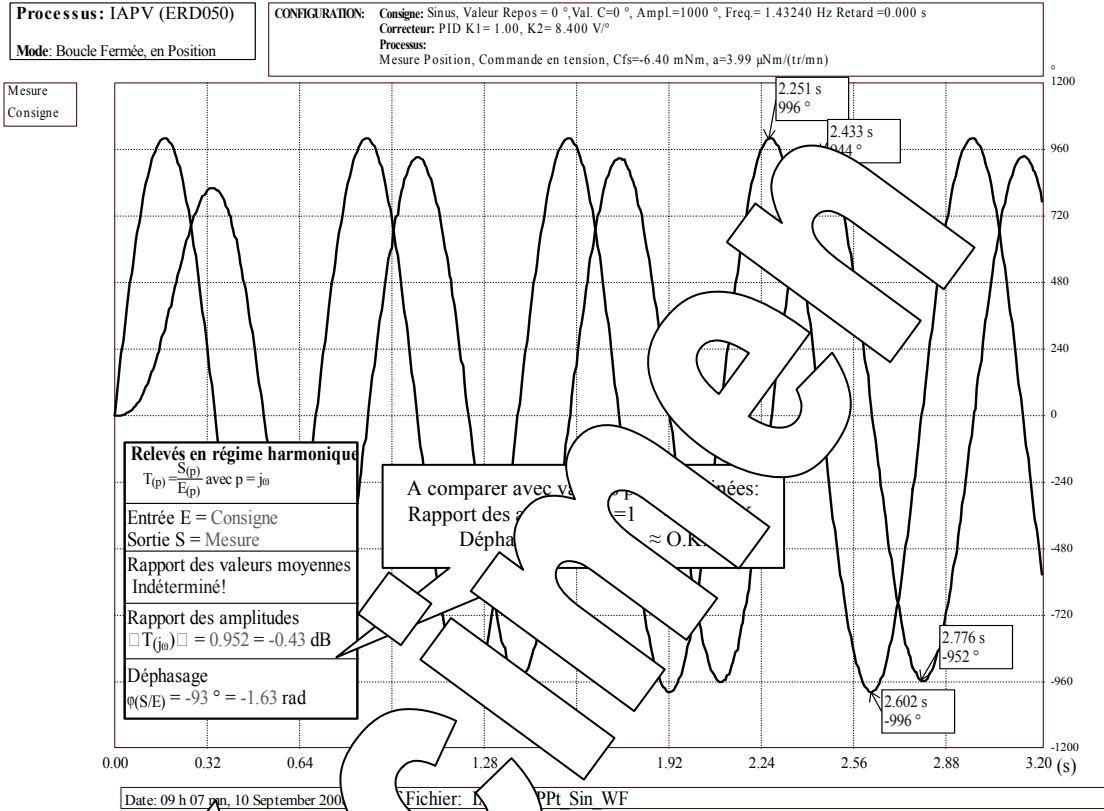 Processus: IAPV (ERD050)
Mode: Boucle Fermée, en Position
CONFIGURATION: Consigne: Sinus, Valeur Repos = 0 °,Val. C=0 °, Ampl.=1000 °, Freq.= 1.43240 Hz Retard =0.000 s
Correcteur: PID K1= 1.00, K2= 8.400 V/°
Processus:
Mesure Position, Commande en tension, Cfs=-6.40 mNm, a=3.99 µNm/(tr/mn)
Mesure
Consigne
°
1200
960
720
480
240
0
-240
-480
-720
-960
-1200
2.251 s
996 °
2.433 s
944 °
Relevés en régime harmonique
T(p) = S(p)/E(p) avec p = jω
Entrée E = Consigne
Sortie S = Mesure
Rapport des valeurs moyennes
Indéterminé!
Rapport des amplitudes
□T(jω)□ = 0.952 = -0.43 dB
Déphasage
φ(S/E) = -93 ° = -1.63 rad
A comparer avec
Rapport des =1
≈
2.776 s
-952 °
2.602 s
-996 °
0.00 0.32 0.64 1.28 1.92 2.24 2.56 2.88 3.20 (s)
Date: 09 h 07 mn, 10 September Fichier: PPt_Sin_WF
specimen